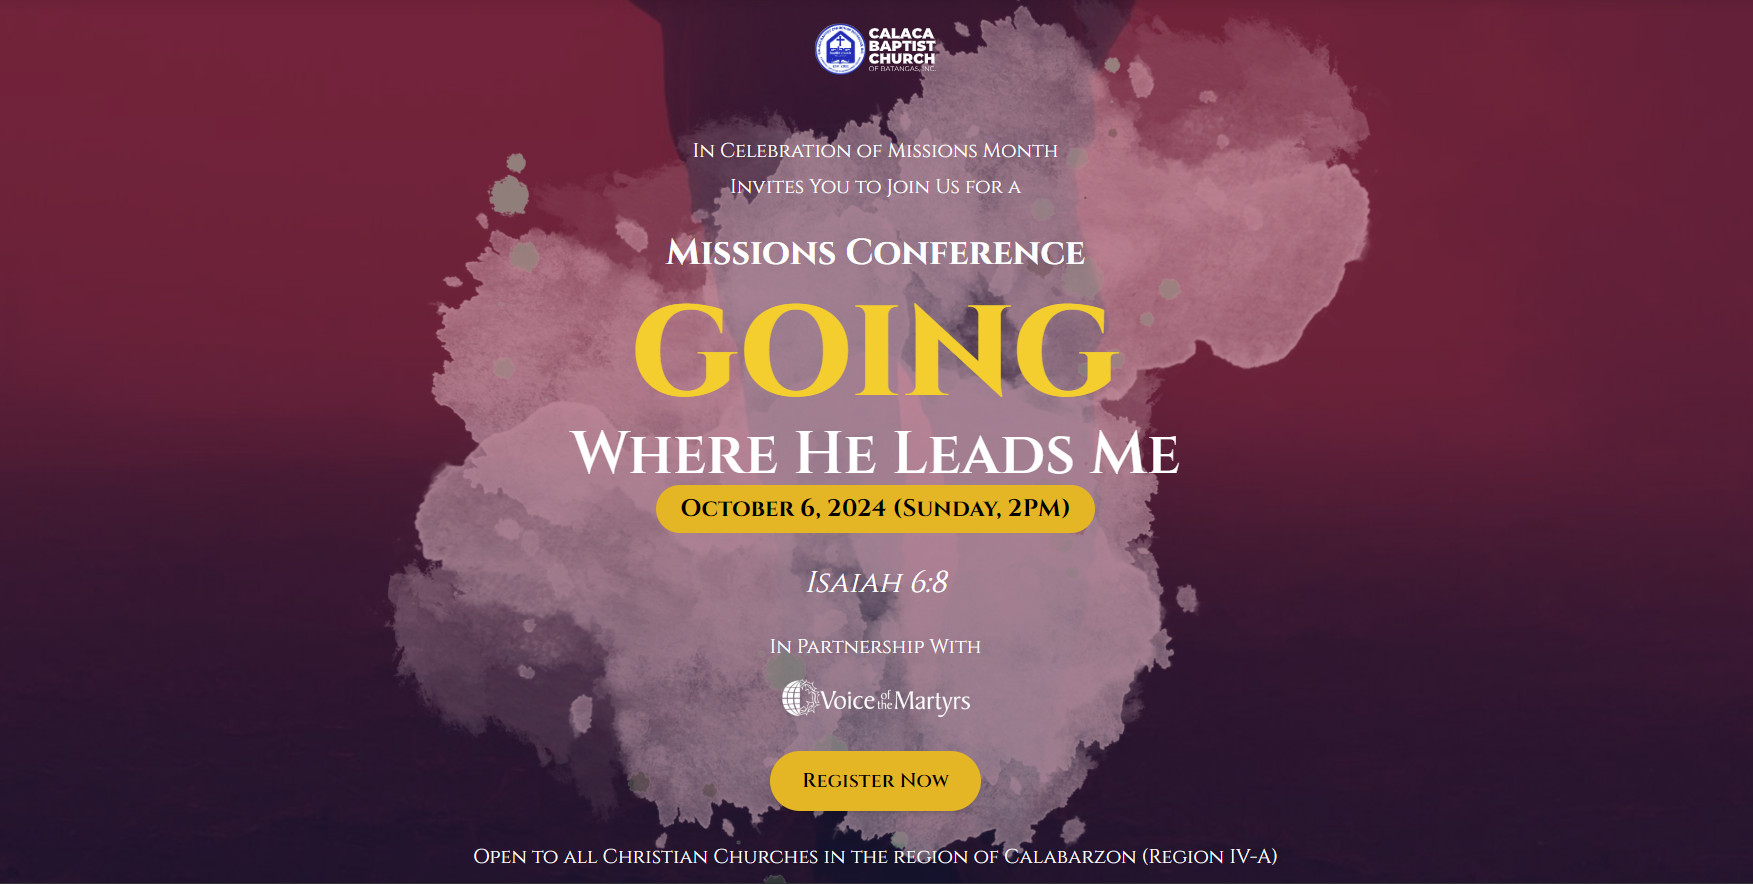 CALACA
BAPTIST
CHURCH
OF BATANGAS, INC.
In Celebration of Missions Month
Invites You to Join Us for a
Missions Conference
GOING
Where He Leads Me
October 6, 2024 (Sunday, 2PM)
Isaiah 6:8
In Partnership With
Voice of the Martyrs
Register Now
Open to all Christian Churches in the region of Calabarzon (Region IV-A)